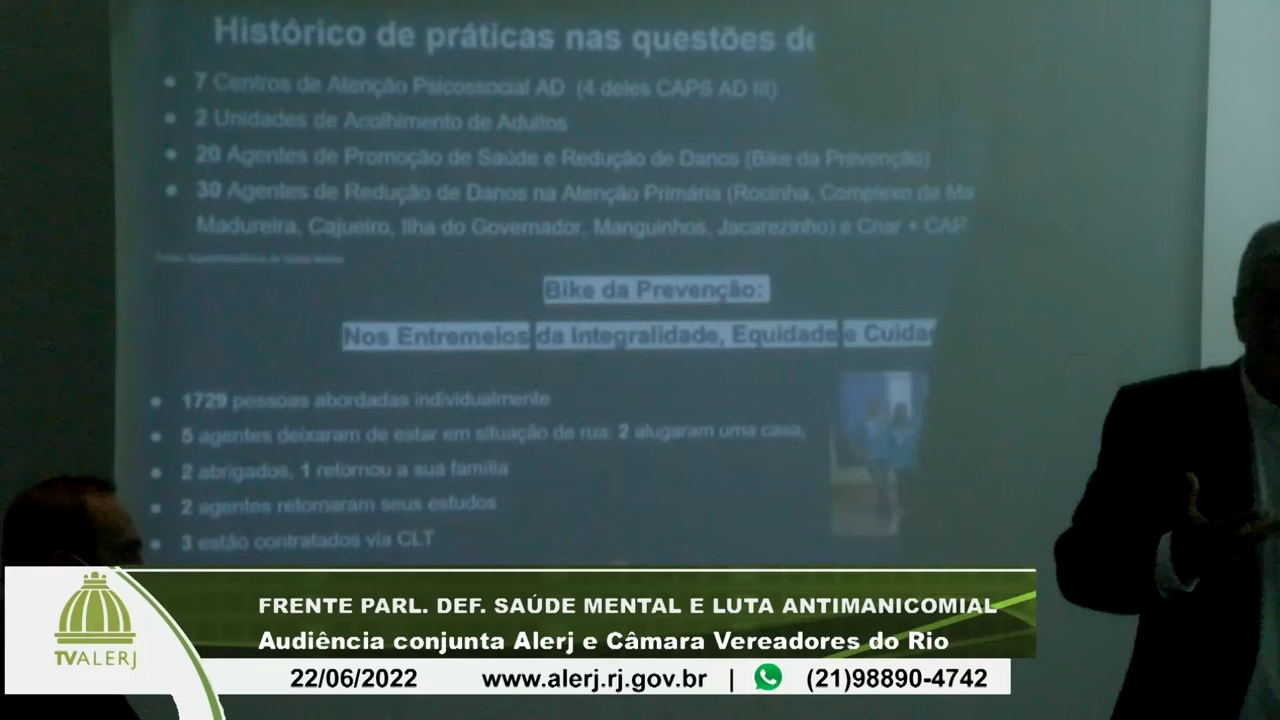 Histórico de práticas nas questões de
• 7 Centros de Atenção Psicossocial AD (4 deles CAPS AD III)
• 2 Unidades de Acolhimento de Adultos
• 20 Agentes de Promoção de Saúde e Redução de Danos (Bike da Prevenção)
• 30 Agentes de Redução de Danos na Atenção Primária (Rocinha, Complexo da Ma
Madureira, Cajueiro, Ilha do Governador, Manguinhos, Jacarezinho) e Criar + CAP
Bike da Prevenção:
Nos Entremeios da Integralidade, Equidade e Cuida
• 1729 pessoas abordadas individualmente
• 5 agentes deixaram de estar em situação de rua: 2 alugaram uma casa,
• 2 abrigados, 1 retornou a sua família
• 2 agentes retornaram seus estudos
• 3 estão contratados via CLT
FRENTE PARL. DEF. SAÚDE MENTAL E LUTA ANTIMANICOMIAL
Audiência conjunta Alerj e Câmara Vereadores do Rio
TVALERJ
22/06/2022 www.alerj.rj.gov.br | (21)98890-4742